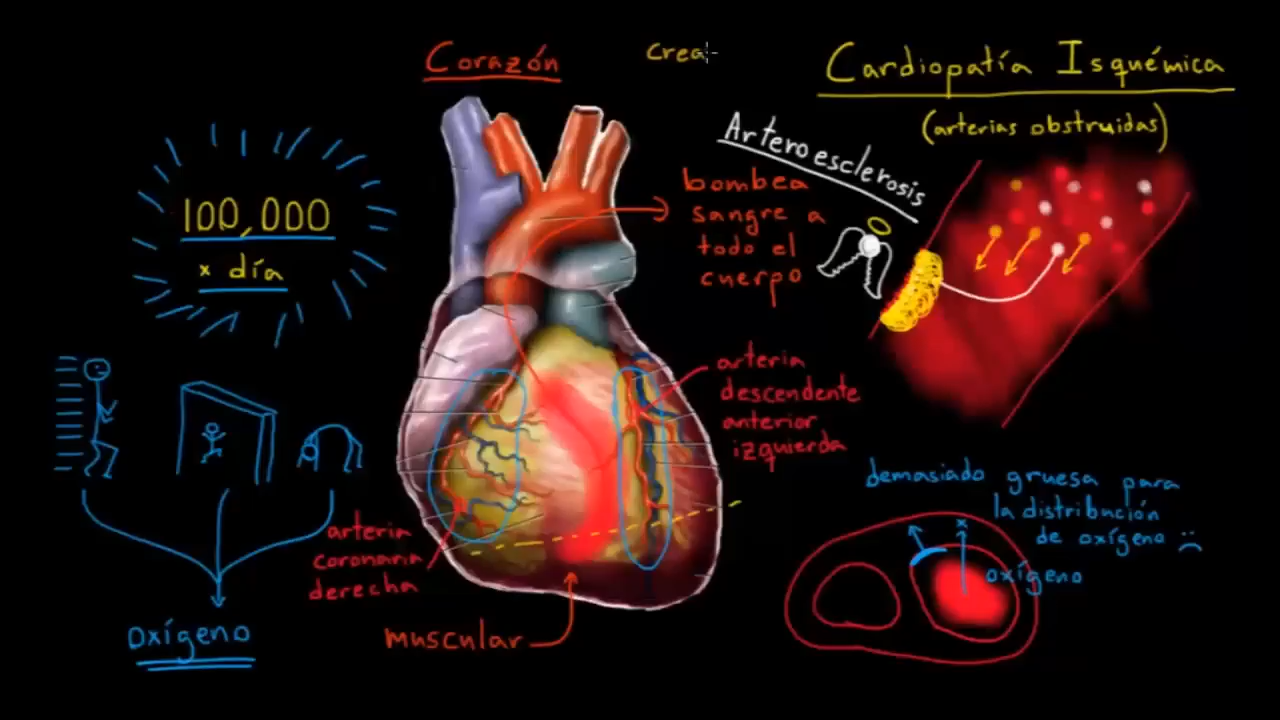 Corazón
Crea
Cardiopatía Isquémica
(arterias obstruidas)
Arteroesclerosis
100,000
x día
bombea
sangre a
todo el
cuerpo
arteria
descendente
anterior
izquierda
demasiado gruesa para
la distribución
de oxígeno
x
oxígeno
arteria
coronaria
derecha
muscular
oxígeno